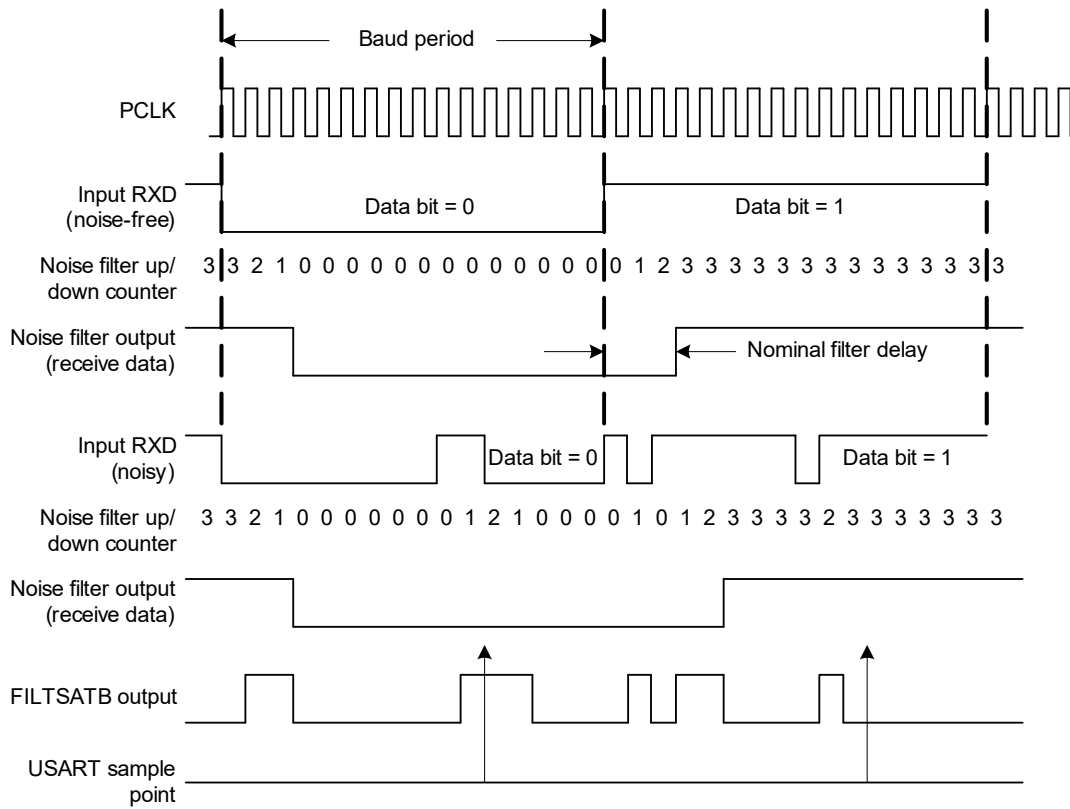 Baud period
PCLK
Input RXD
(noise-free)
Data bit = 0
Data bit = 1
Noise filter up/
down counter
3 3 2 1 0 0 0 0 0 0 0 0 0 0 0 0 0 0 1 2 3 3 3 3 3 3 3 3 3 3 3 3 3 3
Noise filter output
(receive data)
Nominal filter delay
Input RXD
(noisy)
Data bit = 0
Data bit = 1
Noise filter up/
down counter
3 3 2 1 0 0 0 0 0 0 0 1 2 1 0 0 0 0 1 0 1 2 3 3 3 3 2 3 3 3 3 3 3 3
Noise filter output
(receive data)
FILTSATB output
USART sample
point